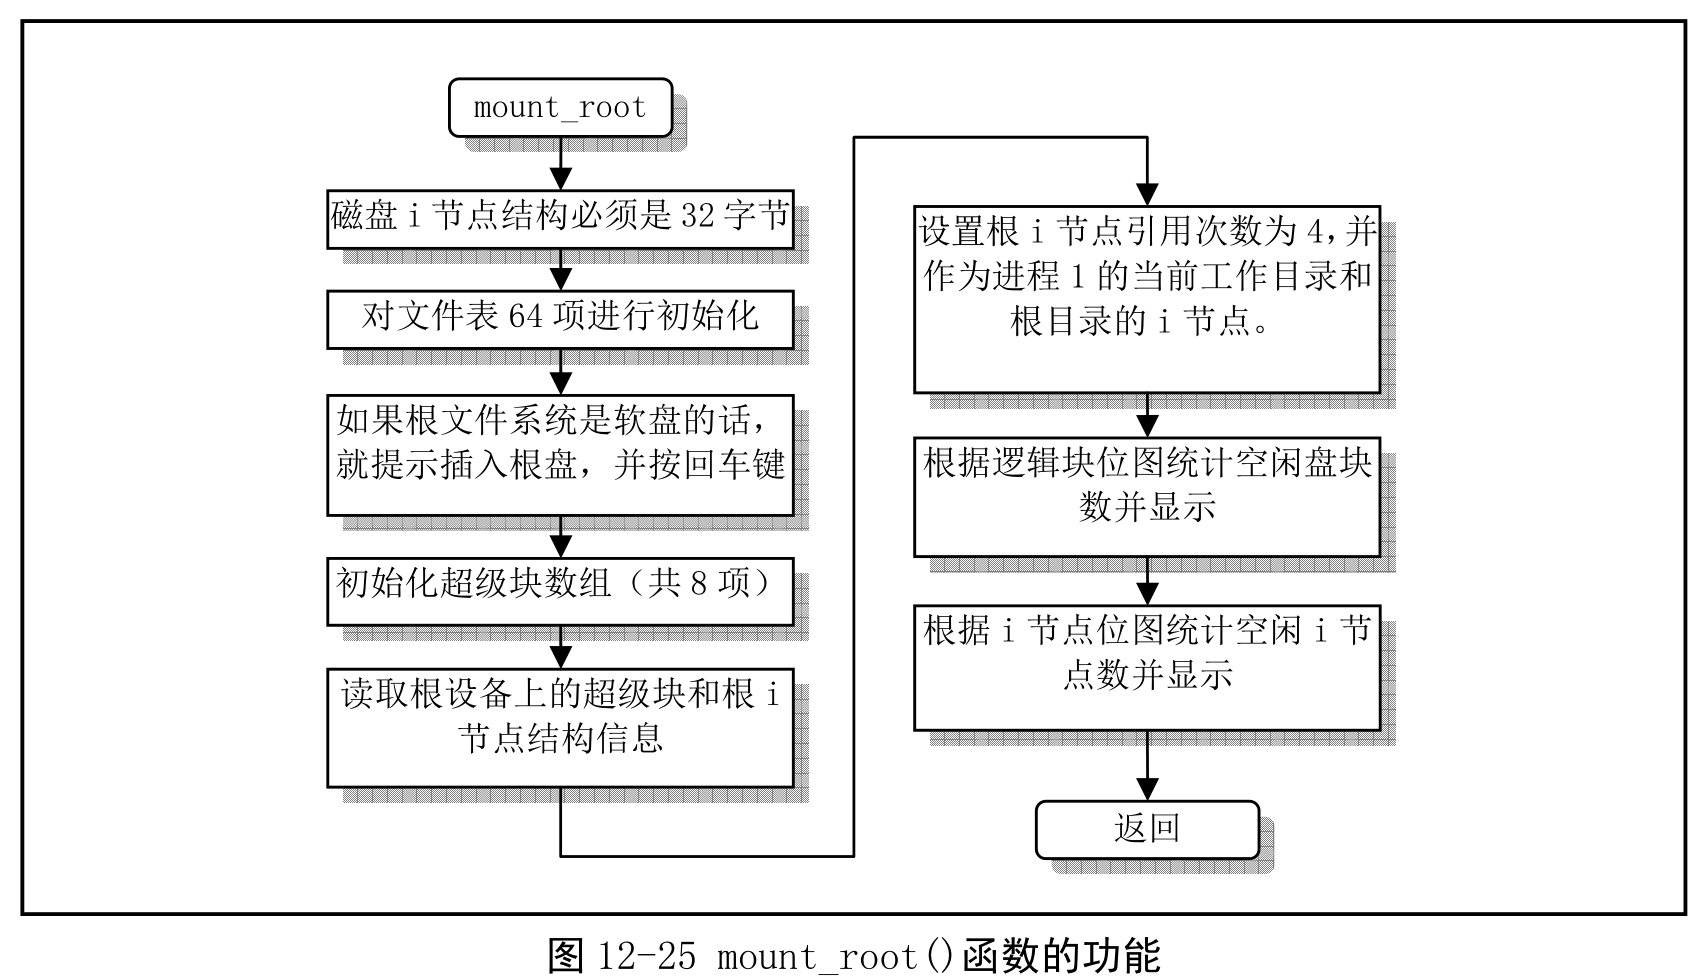 mount_root
磁盘 i 节点结构必须是 32 字节
对文件表 64 项进行初始化
如果根文件系统是软盘的话，
就提示插入根盘，并按回车键
初始化超级块数组（共 8 项）
读取根设备上的超级块和根 i
节点结构信息
设置根 i 节点引用次数为 4,并
作为进程 1 的当前工作目录和
根目录的 i 节点。
根据逻辑块位图统计空闲盘块
数并显示
根据 i 节点位图统计空闲 i 节
点数并显示
返回
图 12-25 mount_root()函数的功能